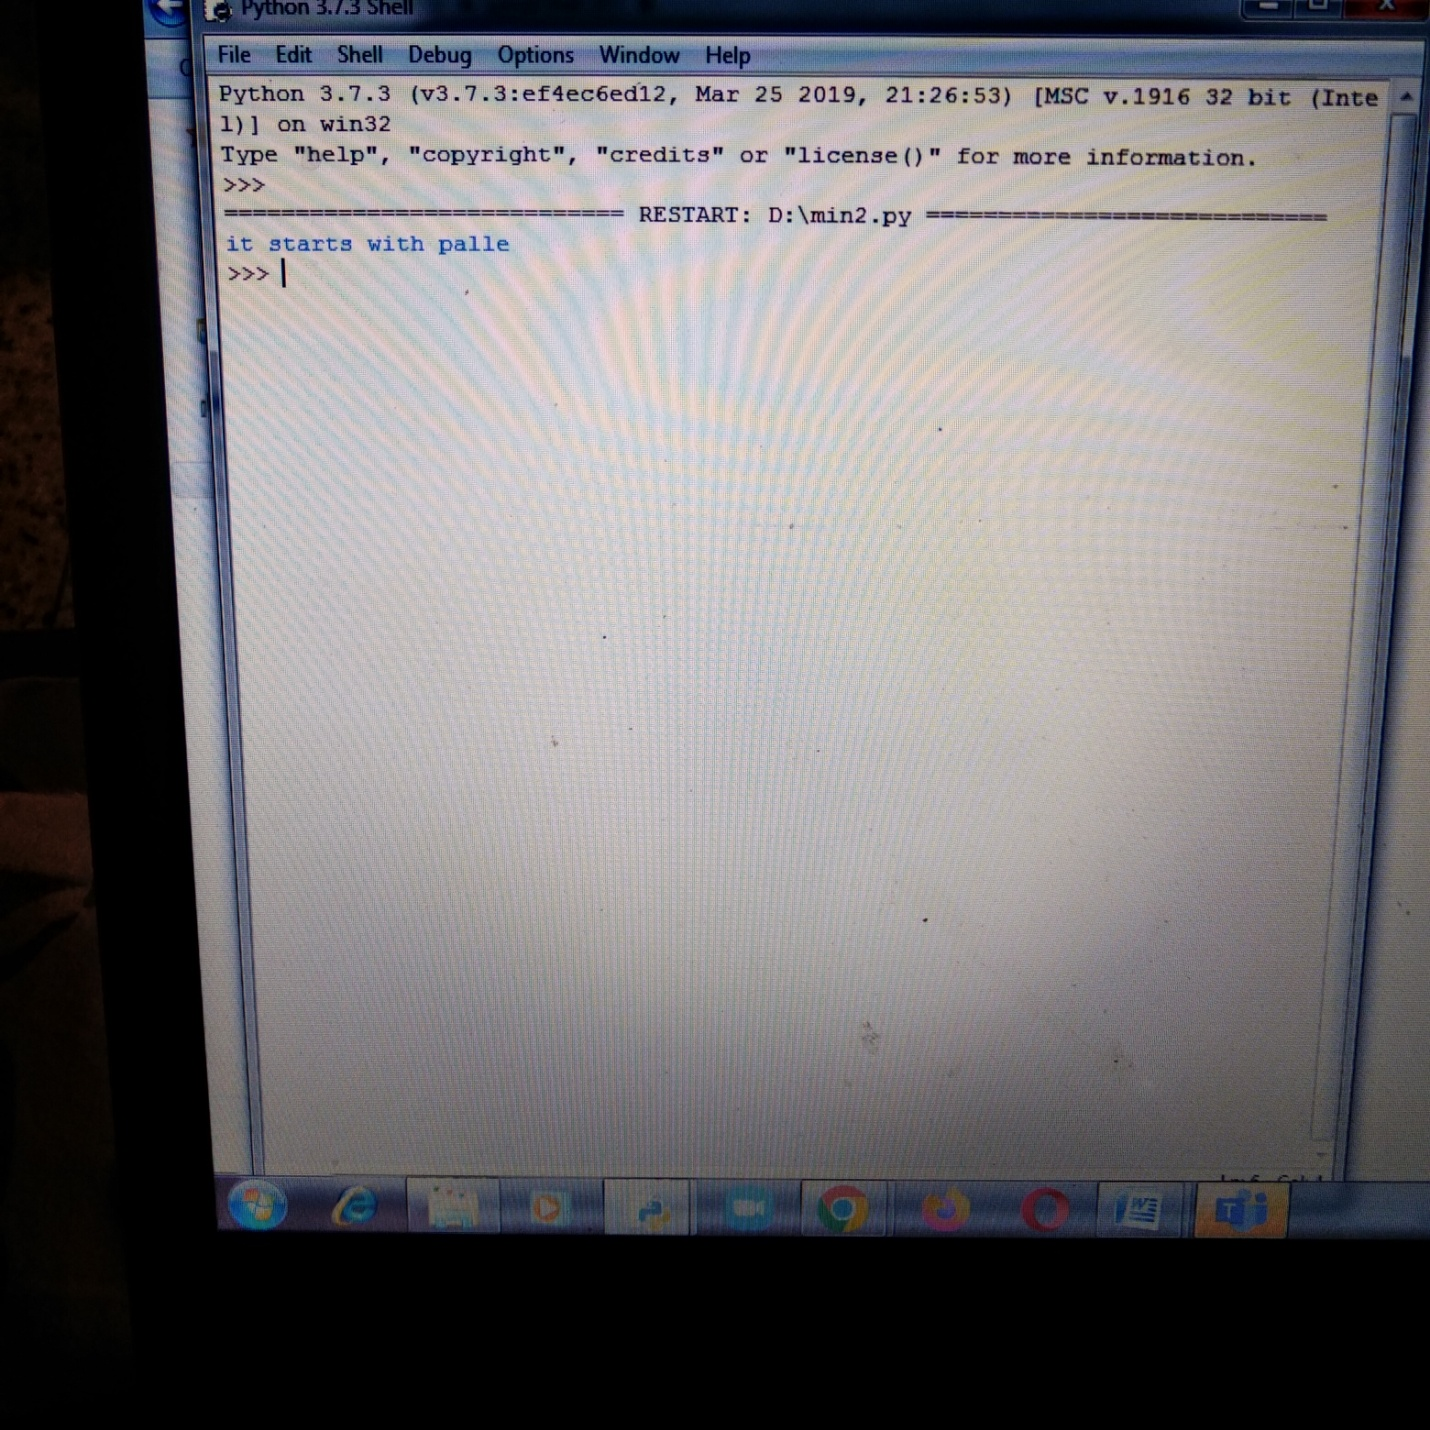 Python 3.7.3 Shell
File Edit Shell Debug Options Window Help
Python 3.7.3 (v3.7.3:ef4ec6ed12, Mar 25 2019, 21:26:53) [MSC v.1916 32 bit (Inte
l)] on win32
Type "help", "copyright", "credits" or "license()" for more information.
>>>
============================ RESTART: D:\min2.py ============================
it starts with palle
>>>